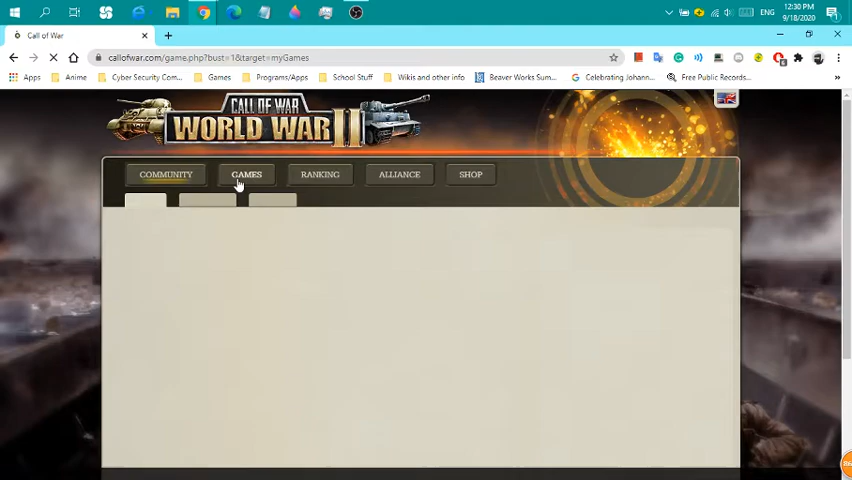 12:30 PM
ENG
9/18/2020
Call of War
callofwar.com/game.php?bust=1&target=myGames
Apps
Anime
Cyber Security Com...
Games
Programs/Apps
School Stuff
Wikis and other info
Beaver Works Sum...
Celebrating Johann...
Free Public Records...
CALL OF WAR
WORLD WAR II
COMMUNITY
GAMES
RANKING
ALLIANCE
SHOP